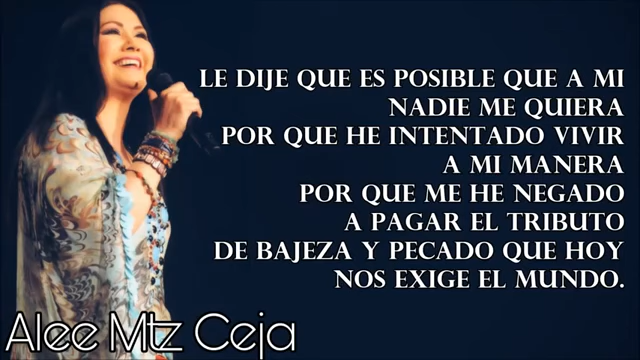 LE DIJE QUE ES POSIBLE QUE A MI
NADIE ME QUIERA
POR QUE HE INTENTADO VIVIR
A MI MANERA
POR QUE ME HE NEGADO
A PAGAR EL TRIBUTO
DE BAJEZA Y PECADO QUE HOY
NOS EXIGE EL MUNDO.
Alee Mtz Ceja